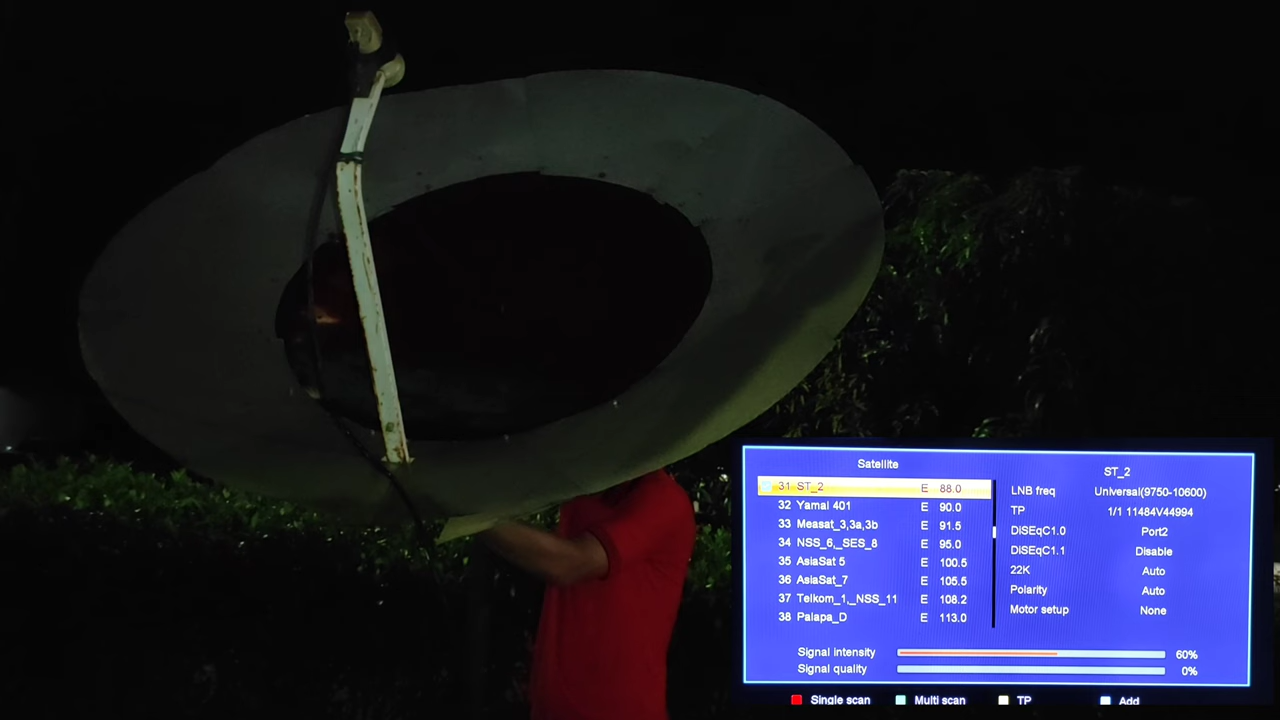 Satellite
31 ST_2 E 88.0
32 Yamal 401 E 90.0
33 Measat_3,3a,3b E 91.5
34 NSS_6,_SES_8 E 95.0
35 AsiaSat 5 E 100.5
36 AsiaSat_7 E 105.5
37 Telkom_1,_NSS_11 E 108.2
38 Palapa_D E 113.0
ST_2
LNB freq Universal(9750-10600)
TP 1/1 11484V44994
DiSEqC1.0 Port2
DiSEqC1.1 Disable
22K Auto
Polarity Auto
Motor setup None
Signal intensity 60%
Signal quality 0%
Single scan Multi scan TP Add